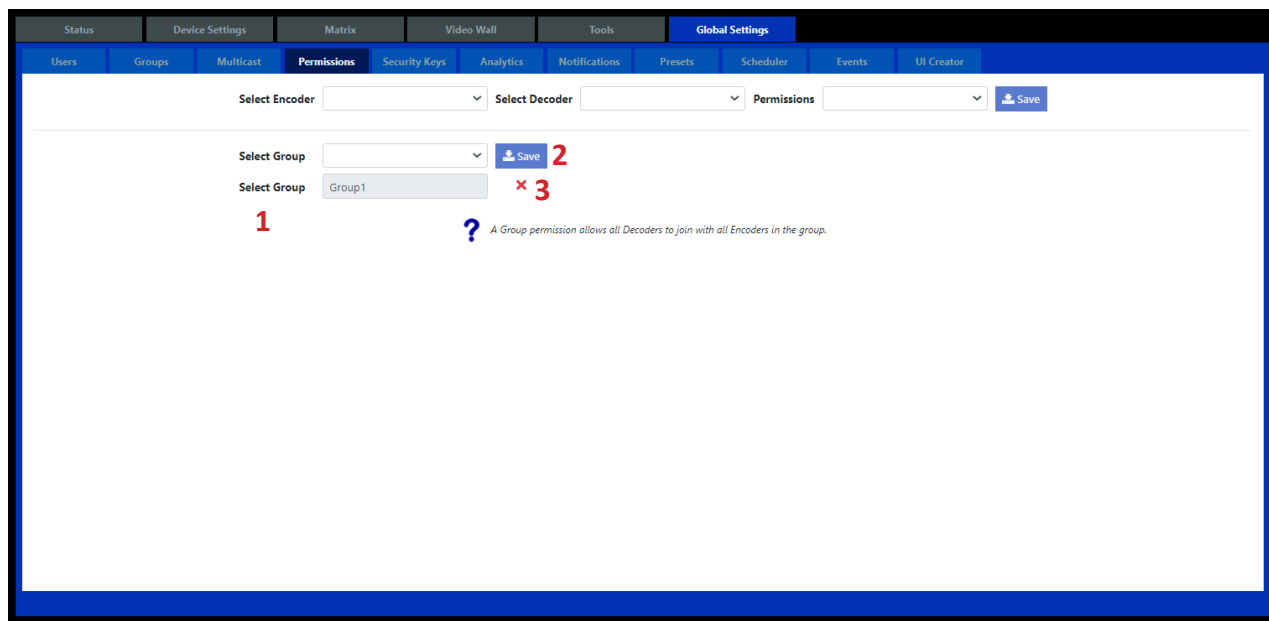 Status Device Settings Matrix Video Wall Tools Global Settings
Users Groups Multicast Permissions Security Keys Analytics Notifications Presets Scheduler Events UI Creator
Select Encoder Select Decoder Permissions Save
Select Group Save 2
Select Group Group1 × 3
1
? A Group permission allows all Decoders to join with all Encoders in the group.